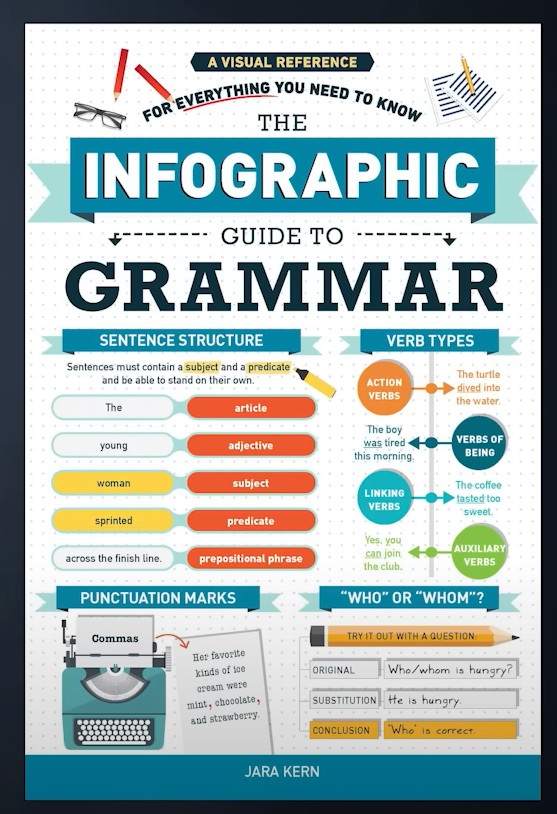 A VISUAL REFERENCE
FOR EVERYTHING YOU NEED TO KNOW
THE
INFOGRAPHIC
GUIDE TO
GRAMMAR
SENTENCE STRUCTURE
Sentences must contain a subject and a predicate
and be able to stand on their own.
The article
young adjective
woman subject
sprinted predicate
across the finish line. prepositional phrase
VERB TYPES
ACTION
VERBS
The turtle
dived into
the water.
The boy
was tired
this morning.
VERBS OF
BEING
LINKING
VERBS
The coffee
tasted too
sweet.
Yes, you
can join
the club.
AUXILIARY
VERBS
PUNCTUATION MARKS
Commas
Her favorite
kinds of ice
cream were
mint, chocolate,
and strawberry.
“WHO” OR “WHOM”?
TRY IT OUT WITH A QUESTION:
ORIGINAL Who/whom is hungry?
SUBSTITUTION He is hungry.
CONCLUSION "Who" is correct.
JARA KERN